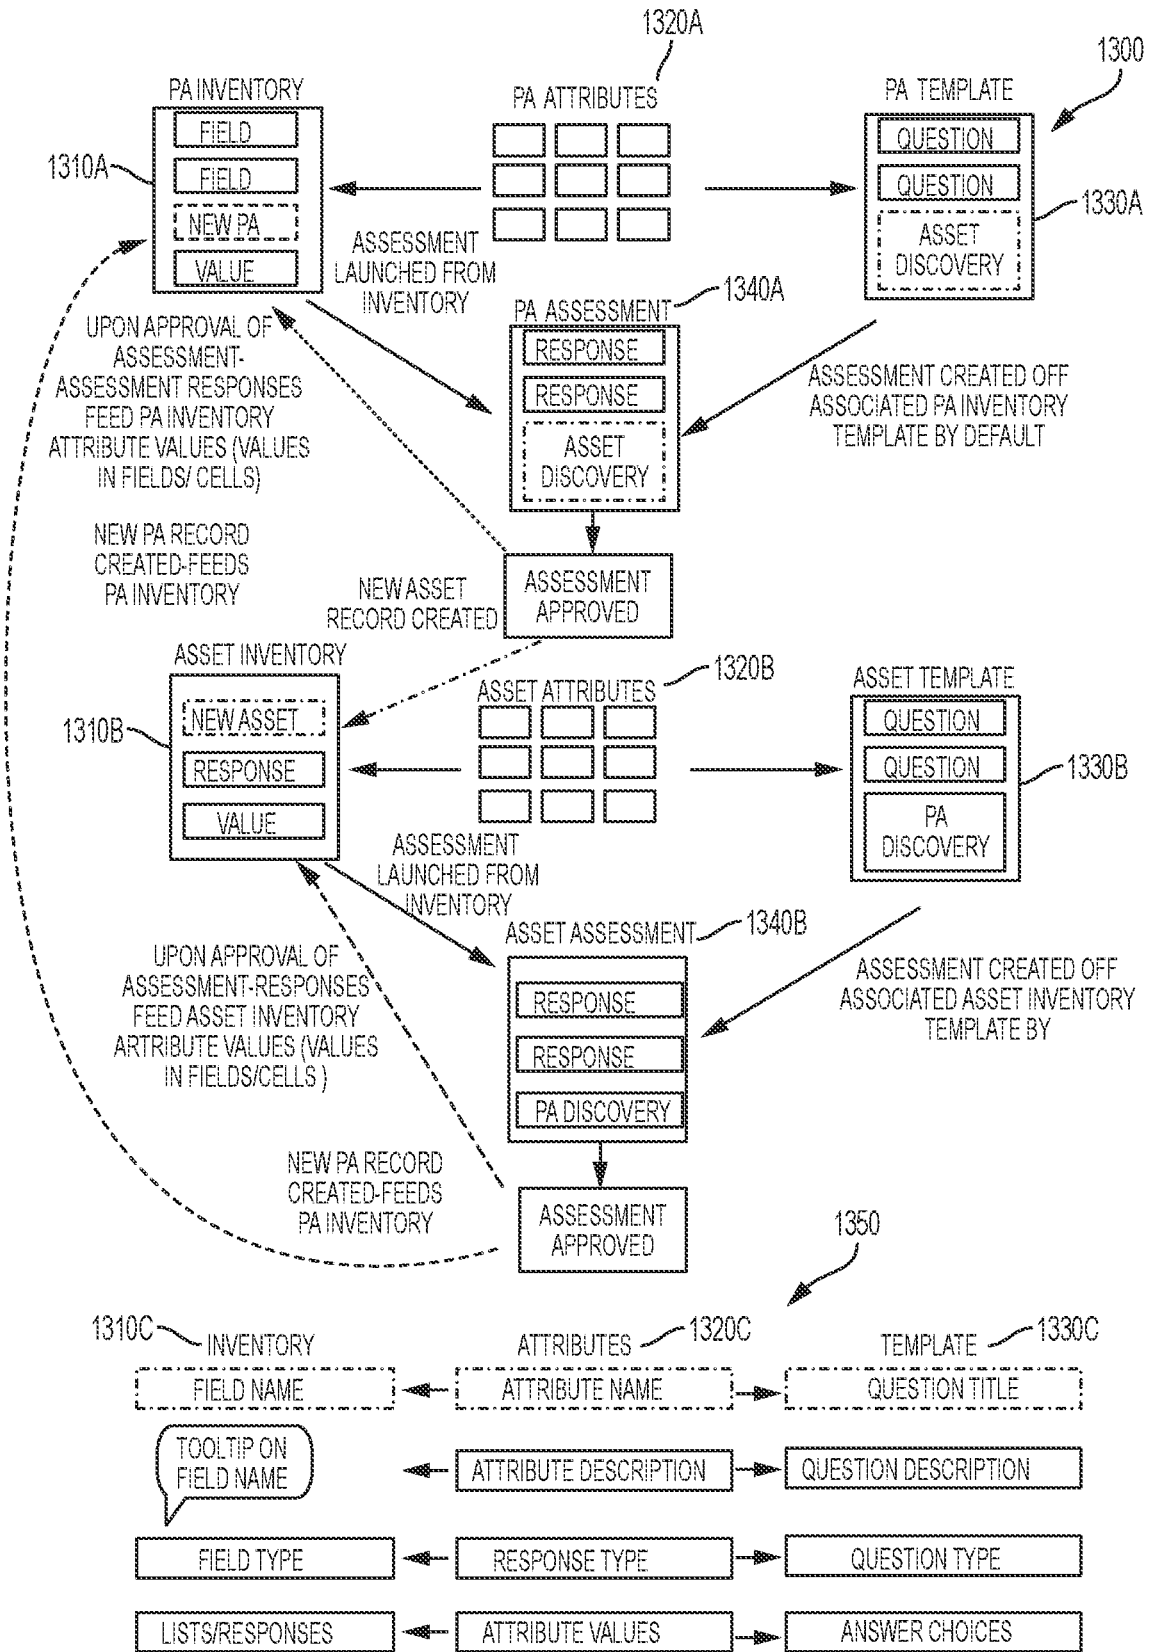 1320A
1300
PA INVENTORY
PA ATTRIBUTES
PA TEMPLATE
FIELD
FIELD
NEW PA
VALUE
1310A
QUESTION
QUESTION
ASSET
DISCOVERY
1330A
ASSESSMENT
LAUNCHED FROM
INVENTORY
1340A
PA ASSESSMENT
RESPONSE
RESPONSE
ASSET
DISCOVERY
UPON APPROVAL OF
ASSESSMENT-
ASSESSMENT RESPONSES
FEED PA INVENTORY
ATTRIBUTE VALUES (VALUES
IN FIELDS/ CELLS)
ASSESSMENT CREATED OFF
ASSOCIATED PA INVENTORY
TEMPLATE BY DEFAULT
NEW PA RECORD
CREATED-FEEDS
PA INVENTORY
ASSESSMENT
APPROVED
NEW ASSET
RECORD CREATED
ASSET INVENTORY
1310B
NEW ASSET
RESPONSE
VALUE
ASSET ATTRIBUTES
1320B
ASSET TEMPLATE
QUESTION
QUESTION
PA
DISCOVERY
1330B
ASSESSMENT
LAUNCHED FROM
INVENTORY
ASSET ASSESSMENT
1340B
RESPONSE
RESPONSE
PA DISCOVERY
UPON APPROVAL OF
ASSESSMENT-RESPONSES
FEED ASSET INVENTORY
ARTRIBUTE VALUES (VALUES
IN FIELDS/CELLS )
ASSESSMENT CREATED OFF
ASSOCIATED ASSET INVENTORY
TEMPLATE BY
NEW PA RECORD
CREATED-FEEDS
PA INVENTORY
ASSESSMENT
APPROVED
1350
1310C
INVENTORY
ATTRIBUTES
1320C
TEMPLATE
1330C
FIELD NAME
ATTRIBUTE NAME
QUESTION TITLE
TOOLTIP ON
FIELD NAME
ATTRIBUTE DESCRIPTION
QUESTION DESCRIPTION
FIELD TYPE
RESPONSE TYPE
QUESTION TYPE
LISTS/RESPONSES
ATTRIBUTE VALUES
ANSWER CHOICES